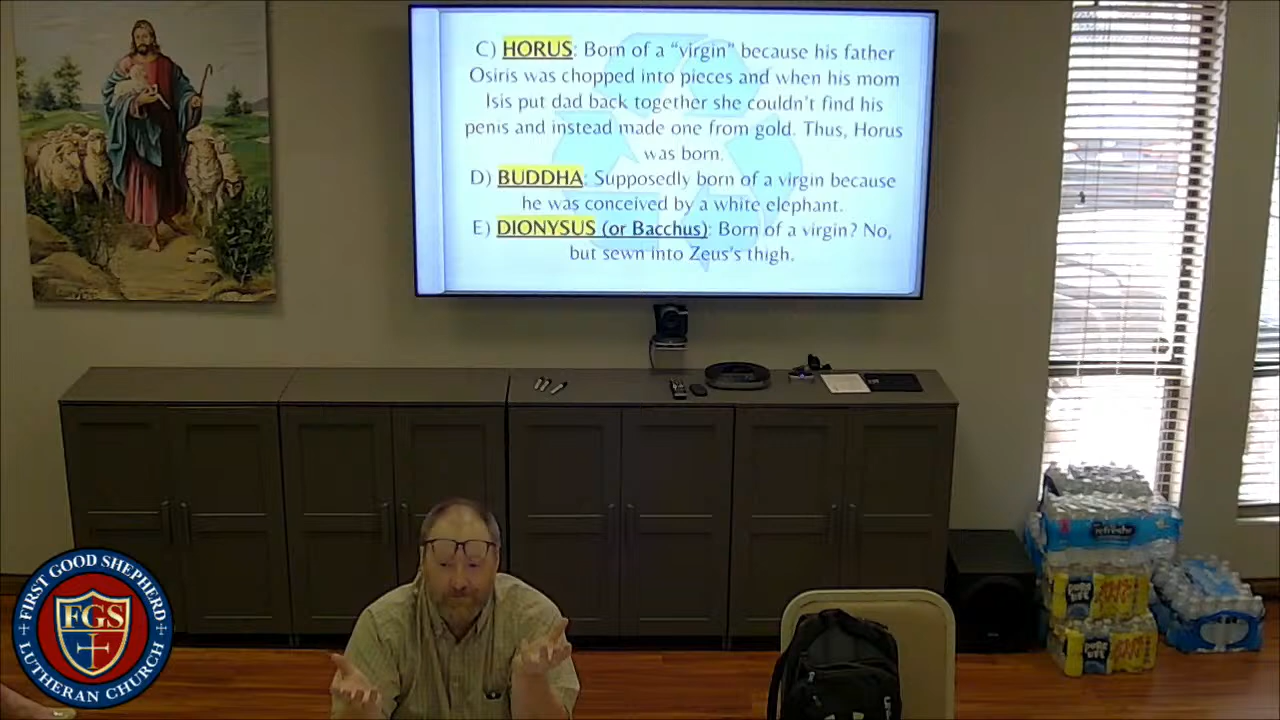 C) HORUS: Born of a “virgin” because his father
Osiris was chopped into pieces and when his mom
Isis put dad back together she couldn't find his
penis and instead made one from gold. Thus, Horus
was born.
D) BUDDHA: Supposedly born of a virgin because
he was conceived by a white elephant.
E) DIONYSUS (or Bacchus): Born of a virgin? No,
but sewn into Zeus's thigh.
FIRST GOOD SHEPHERD
FGS
LUTHERAN CHURCH
refreshe
PURE LIFE